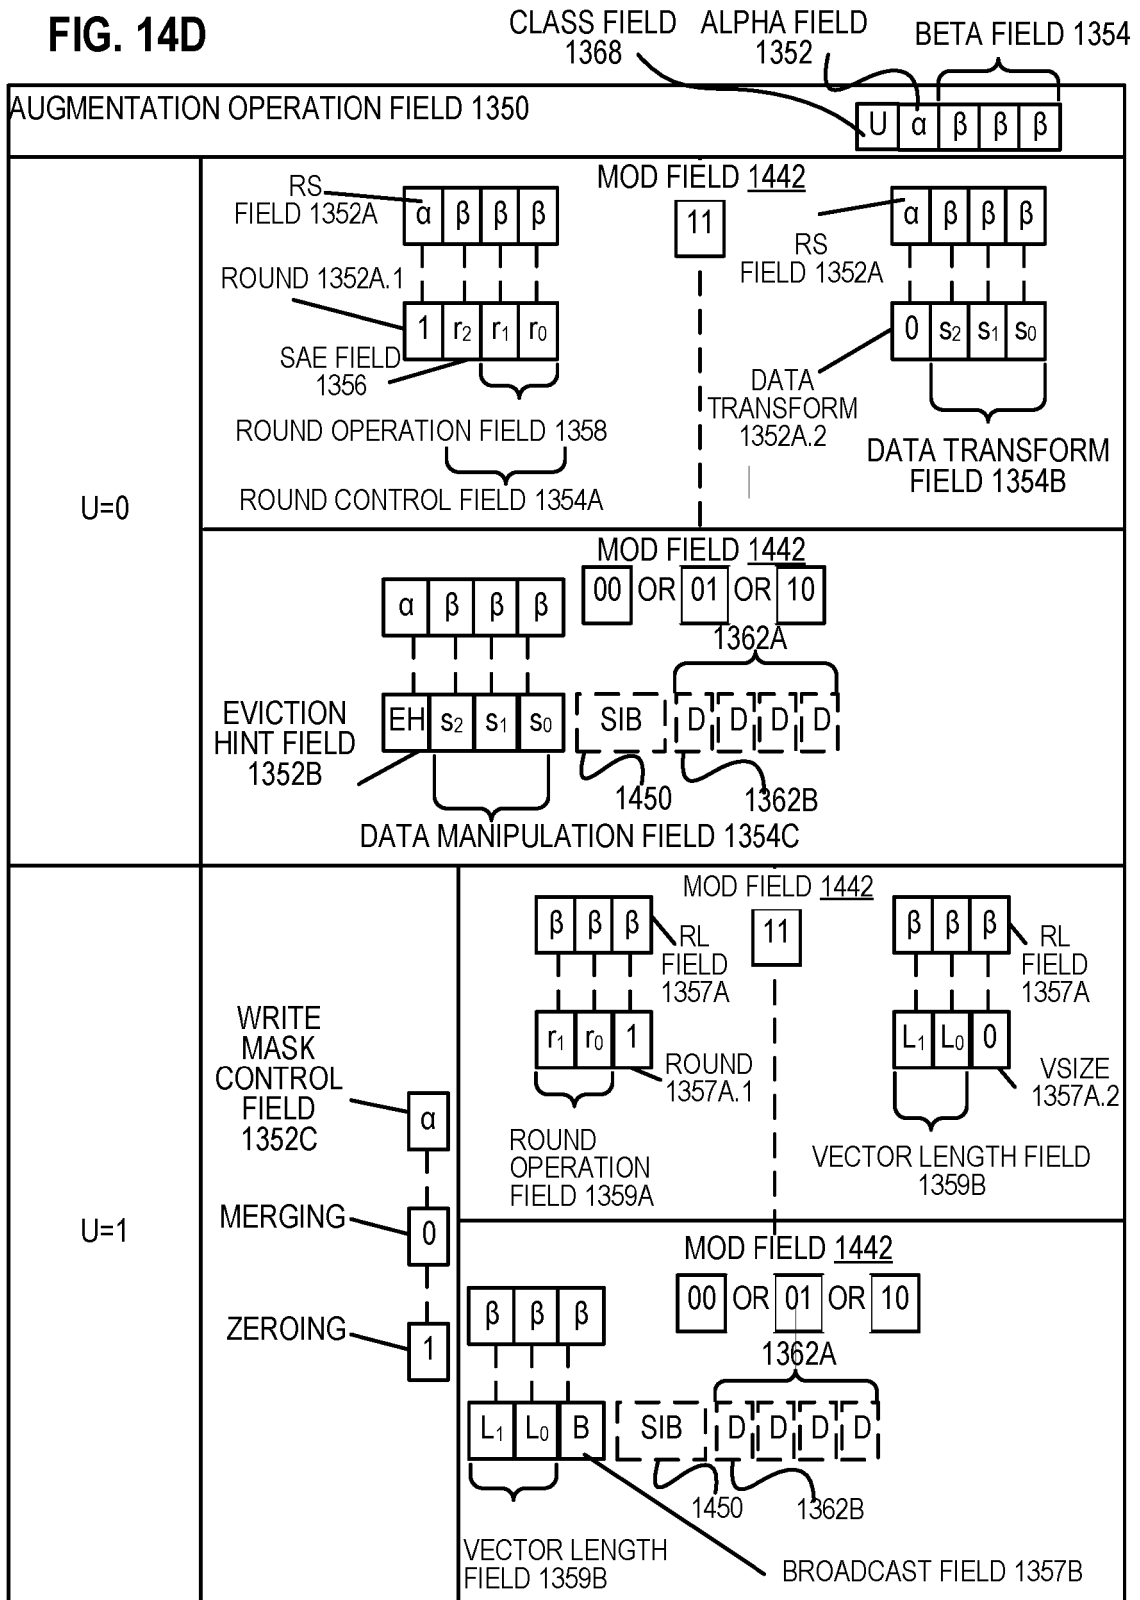 FIG. 14D
CLASS FIELD
1368
ALPHA FIELD
1352
BETA FIELD 1354
AUGMENTATION OPERATION FIELD 1350
U α β β β
U=0
MOD FIELD 1442
11
RS
FIELD 1352A
α β β β
ROUND 1352A.1
1 r2 r1 r0
SAE FIELD
1356
ROUND OPERATION FIELD 1358
ROUND CONTROL FIELD 1354A
α β β β
RS
FIELD 1352A
0 s2 s1 s0
DATA
TRANSFORM
1352A.2
DATA TRANSFORM
FIELD 1354B
MOD FIELD 1442
00 OR 01 OR 10
α β β β
1362A
EVICTION
HINT FIELD
1352B
EH s2 s1 s0 SIB D D D D
1450
1362B
DATA MANIPULATION FIELD 1354C
U=1
WRITE
MASK
CONTROL
FIELD
1352C
α
MERGING
0
ZEROING
1
MOD FIELD 1442
11
β β β
RL
FIELD
1357A
r1 r0 1
ROUND
1357A.1
ROUND
OPERATION
FIELD 1359A
β β β
RL
FIELD
1357A
L1 L0 0
VSIZE
1357A.2
VECTOR LENGTH FIELD
1359B
MOD FIELD 1442
00 OR 01 OR 10
β β β
1362A
L1 L0 B SIB D D D D
1450
1362B
VECTOR LENGTH
FIELD 1359B
BROADCAST FIELD 1357B